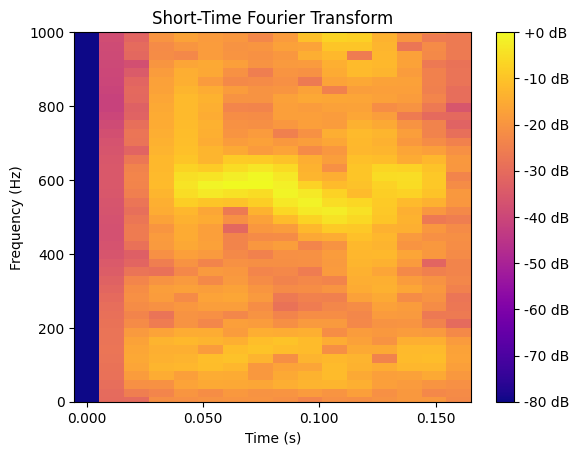 Short-Time Fourier Transform
1000
800
600
400
200
0
Frequency (Hz)
0.000
0.050
0.100
0.150
Time (s)
+0 dB
-10 dB
-20 dB
-30 dB
-40 dB
-50 dB
-60 dB
-70 dB
-80 dB